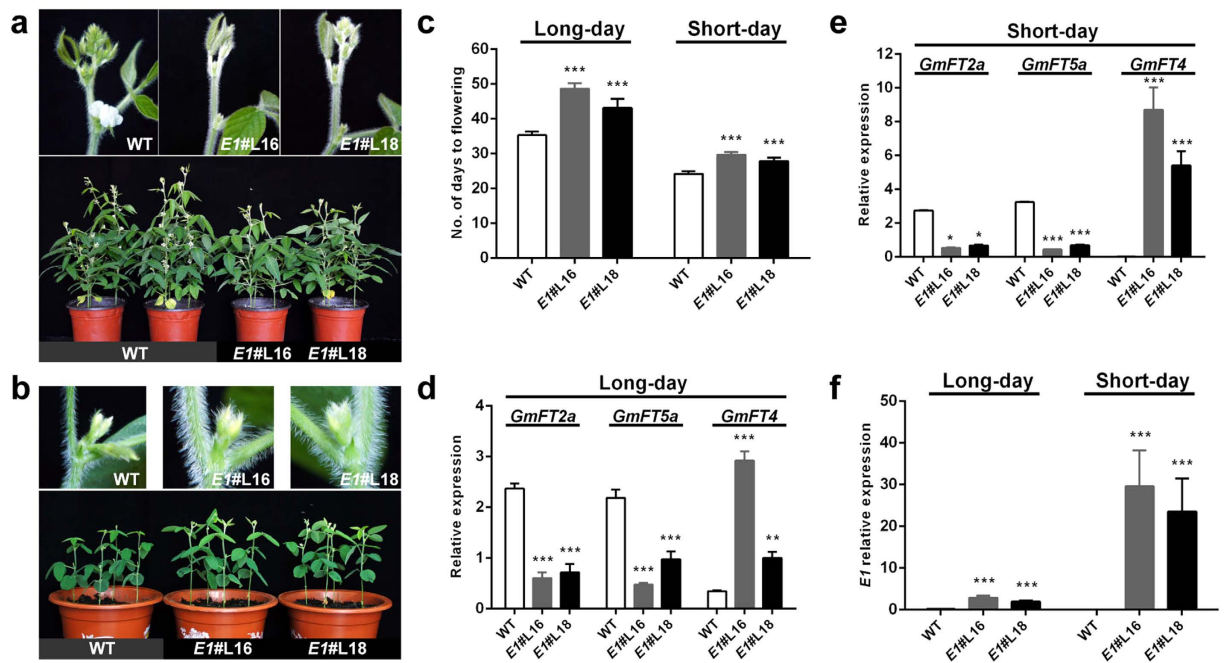 a
WT
E1#L16
E1#L18
WT
E1#L16
E1#L18
b
WT
E1#L16
E1#L18
WT
E1#L16
E1#L18
c
Long-day
Short-day
No. of days to flowering
60
50
40
30
20
10
0
***
***
***
***
WT
E1#L16
E1#L18
WT
E1#L16
E1#L18
d
Long-day
GmFT2a
GmFT5a
GmFT4
Relative expression
4
3
2
1
0
***
***
***
***
***
**
WT
E1#L16
E1#L18
WT
E1#L16
E1#L18
WT
E1#L16
E1#L18
e
Short-day
GmFT2a
GmFT5a
GmFT4
Relative expression
12
10
8
6
4
2
0
*
*
***
***
***
***
WT
E1#L16
E1#L18
WT
E1#L16
E1#L18
WT
E1#L16
E1#L18
f
Long-day
Short-day
E1 relative expression
50
40
30
20
10
0
***
***
***
***
WT
E1#L16
E1#L18
WT
E1#L16
E1#L18